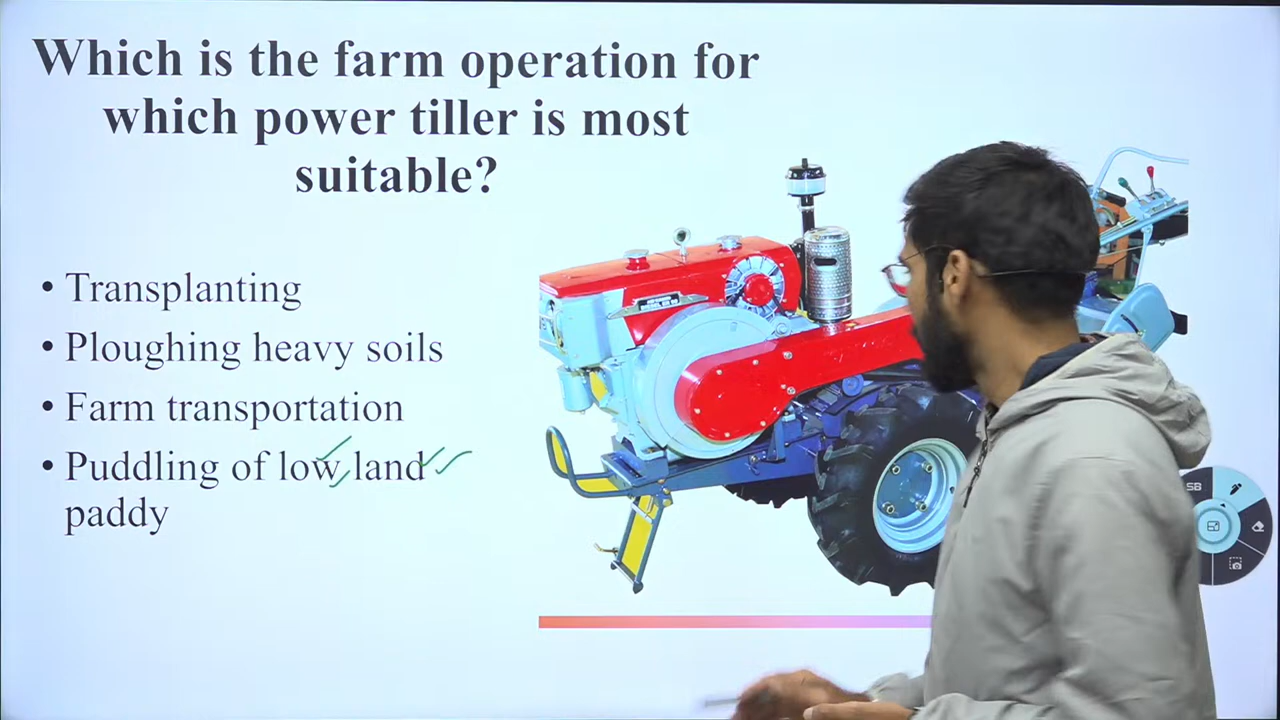 Which is the farm operation for
which power tiller is most
suitable?
• Transplanting
• Ploughing heavy soils
• Farm transportation
• Puddling of low land
paddy
SB